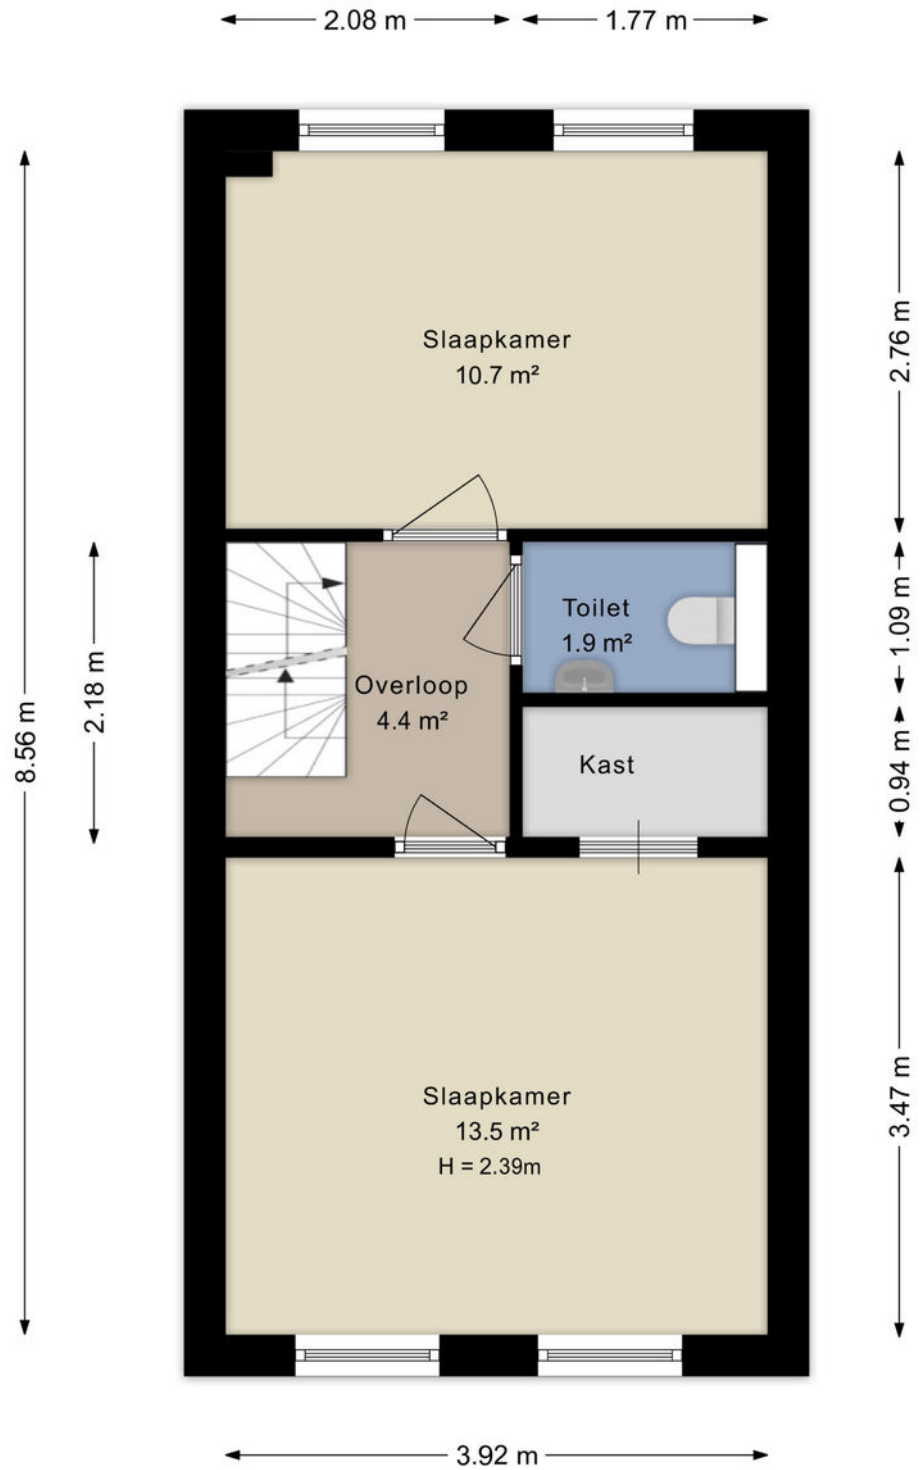 2.08 m
1.77 m
Slaapkamer
10.7 m²
2.76 m
Toilet
1.9 m²
1.09 m
Overloop
4.4 m²
2.18 m
8.56 m
Kast
0.94 m
Slaapkamer
13.5 m²
H = 2.39m
3.47 m
3.92 m